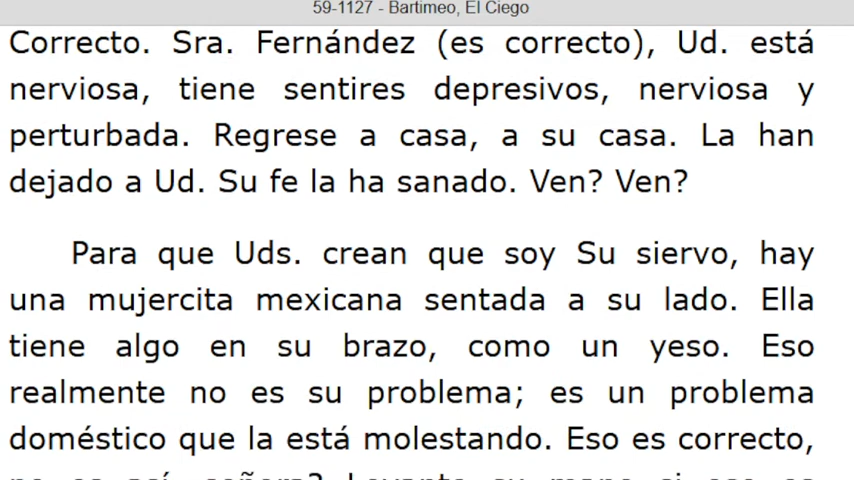 59-1127 - Bartimeo, El Ciego
Correcto. Sra. Fernández (es correcto), Ud. está
nerviosa, tiene sentires depresivos, nerviosa y
perturbada. Regrese a casa, a su casa. La han
dejado a Ud. Su fe la ha sanado. Ven? Ven?
Para que Uds. crean que soy Su siervo, hay
una mujercita mexicana sentada a su lado. Ella
tiene algo en su brazo, como un yeso. Eso
realmente no es su problema; es un problema
doméstico que la está molestando. Eso es correcto,